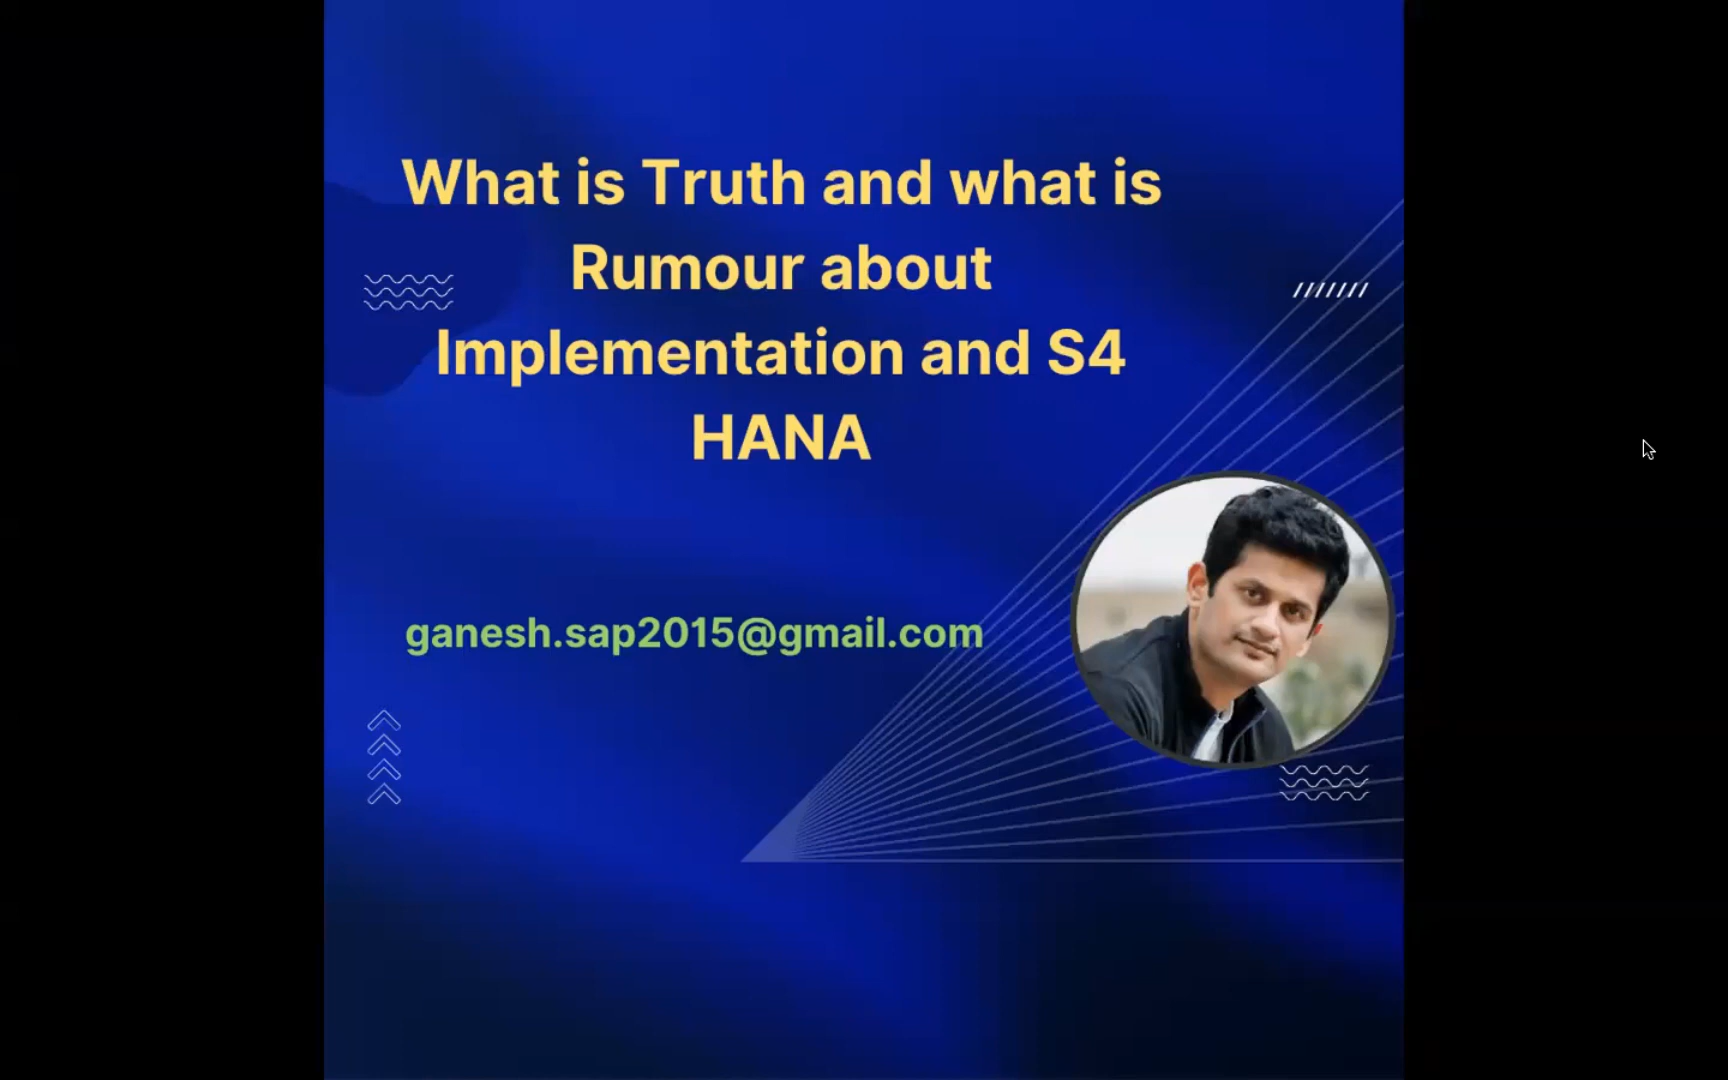 What is Truth and what is
Rumour about
Implementation and S4
HANA
ganesh.sap2015@gmail.com